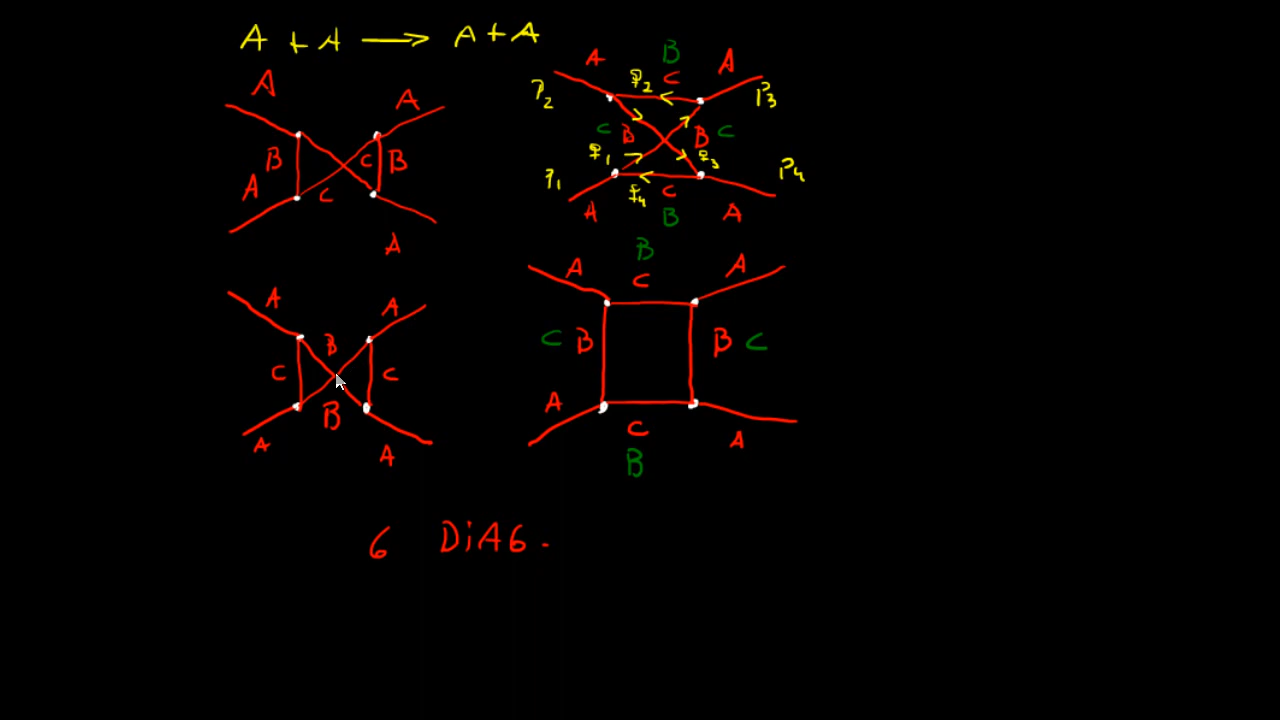 A + A → A + A
A A
B C B
A C
A
A B A
P2 q2 C P3
C B B C
q1 q3
P1 q4 C P4
A B A
A A
B
C C
B
A A
B
A C A
C B B C
A C A
B
6 DiAG.